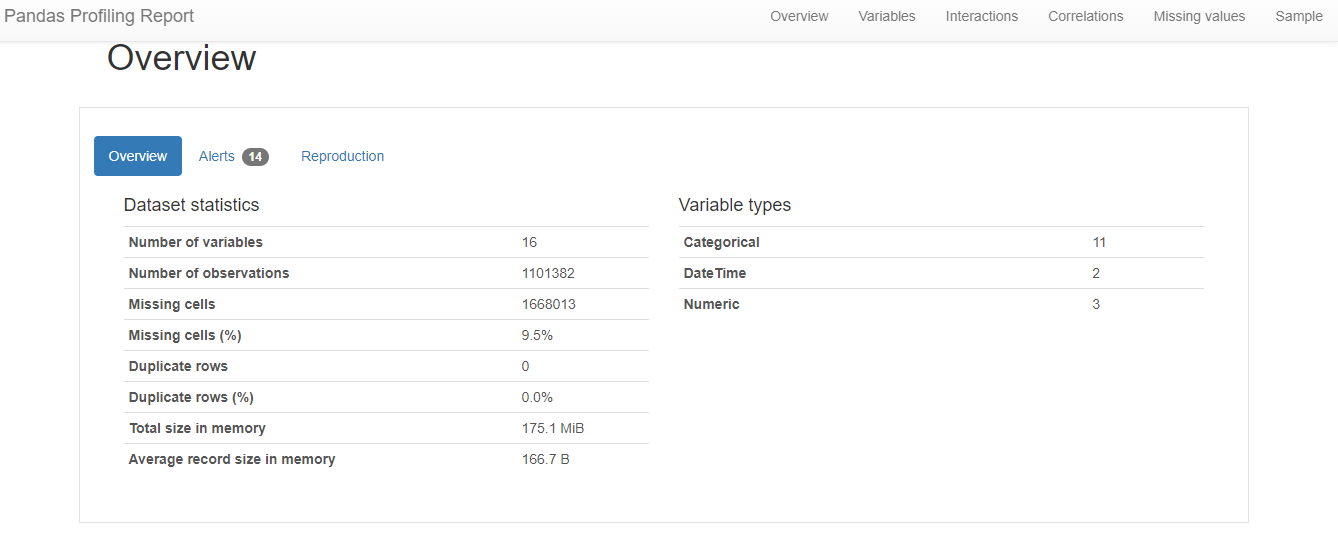 Pandas Profiling Report Overview Variables Interactions Correlations Missing values Sample
Overview
Overview Alerts 14 Reproduction
Dataset statistics
Number of variables 16
Number of observations 1101382
Missing cells 1668013
Missing cells (%) 9.5%
Duplicate rows 0
Duplicate rows (%) 0.0%
Total size in memory 175.1 MiB
Average record size in memory 166.7 B
Variable types
Categorical 11
DateTime 2
Numeric 3